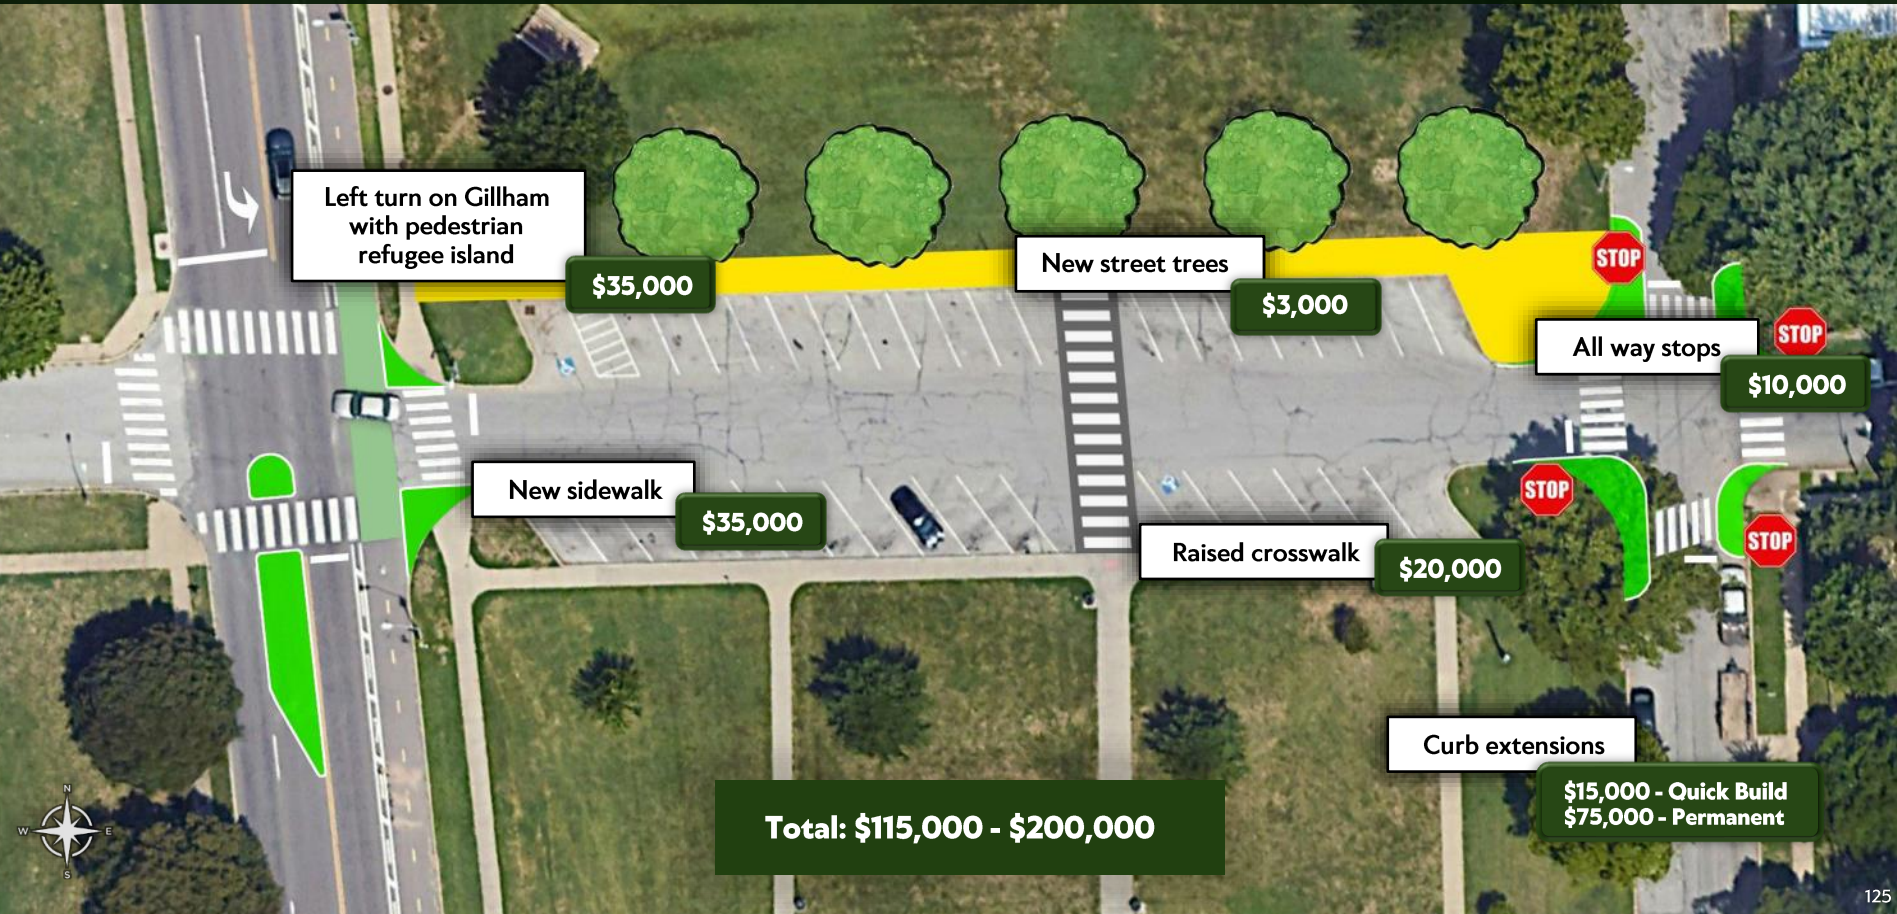 Left turn on Gillham
with pedestrian
refugee island
$35,000
New street trees
$3,000
STOP
STOP
All way stops
$10,000
New sidewalk
$35,000
STOP
STOP
Raised crosswalk
$20,000
Curb extensions
$15,000 - Quick Build
$75,000 - Permanent
Total: $115,000 - $200,000
N
W E
S
125